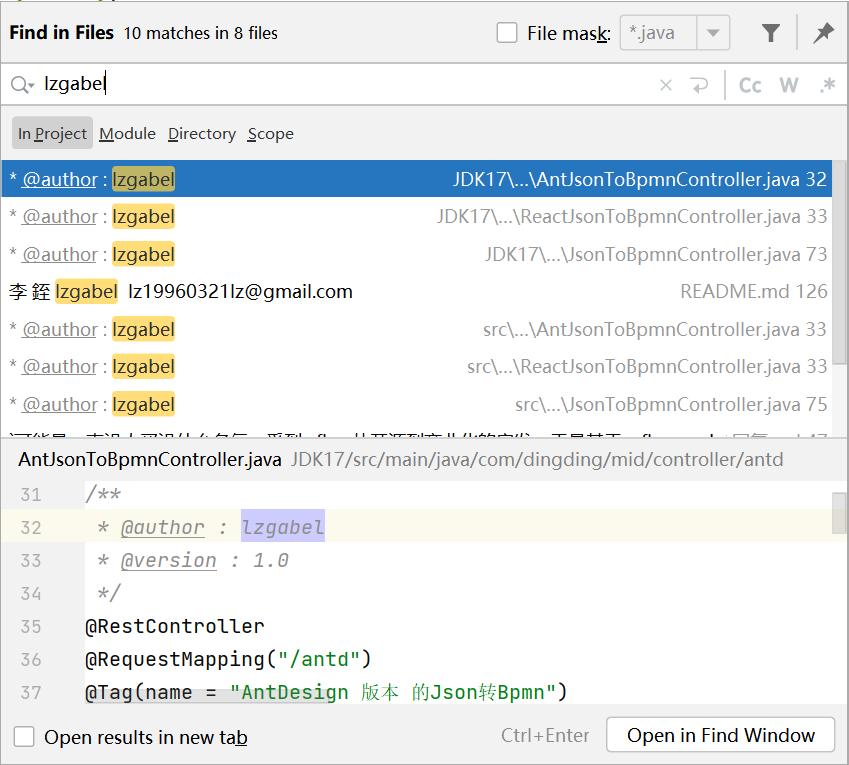 Find in Files 10 matches in 8 files File mask: *.java
lzgabel Cc W .*
In Project Module Directory Scope
* @author : lzgabel JDK17\...\AntJsonToBpmnController.java 32
* @author : lzgabel JDK17\...\ReactJsonToBpmnController.java 33
* @author : lzgabel JDK17\...\JsonToBpmnController.java 73
李 銍 lzgabel lz19960321lz@gmail.com README.md 126
* @author : lzgabel src\...\AntJsonToBpmnController.java 33
* @author : lzgabel src\...\ReactJsonToBpmnController.java 33
* @author : lzgabel src\...\JsonToBpmnController.java 75
AntJsonToBpmnController.java JDK17/src/main/java/com/dingding/mid/controller/antd
31 /**
32 * @author : lzgabel
33 * @version : 1.0
34 */
35 @RestController
36 @RequestMapping("/antd")
37 @Tag(name = "AntDesign 版本 的Json转Bpmn")
Open results in new tab Ctrl+Enter Open in Find Window